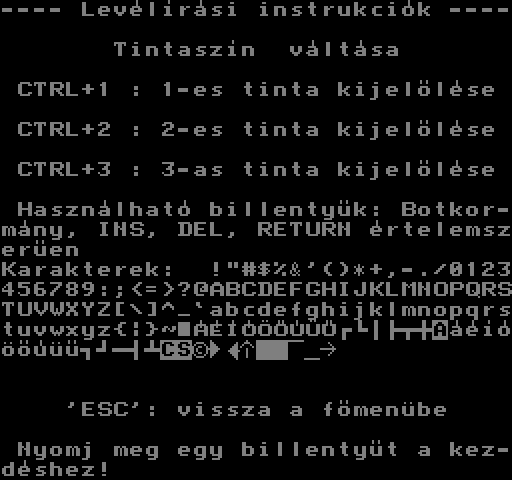 ---- Levélírási instrukciók ----
Tintaszín váltása
CTRL+1 : 1-es tinta kijelölése
CTRL+2 : 2-es tinta kijelölése
CTRL+3 : 3-as tinta kijelölése
Használható billentyük: Botkor-
mány, INS, DEL, RETURN értelemsz
erüen
Karakterek:  !"#$%&'()*+,-./0123
456789:;<=>?@ABCDEFGHIJKLMNOPQRS
TUVWXYZ[\]^_`abcdefghijklmnopqrs
tuvwxyz{¦}~■ÁÉÍÓÖŐÚÜŰ┌└│├┬┼Aáéíó
öőúüű┐┘─┤┴CS©▶◀↑██▔_→
'ESC': vissza a fömenübe
Nyomj meg egy billentyüt a kez-
déshez!